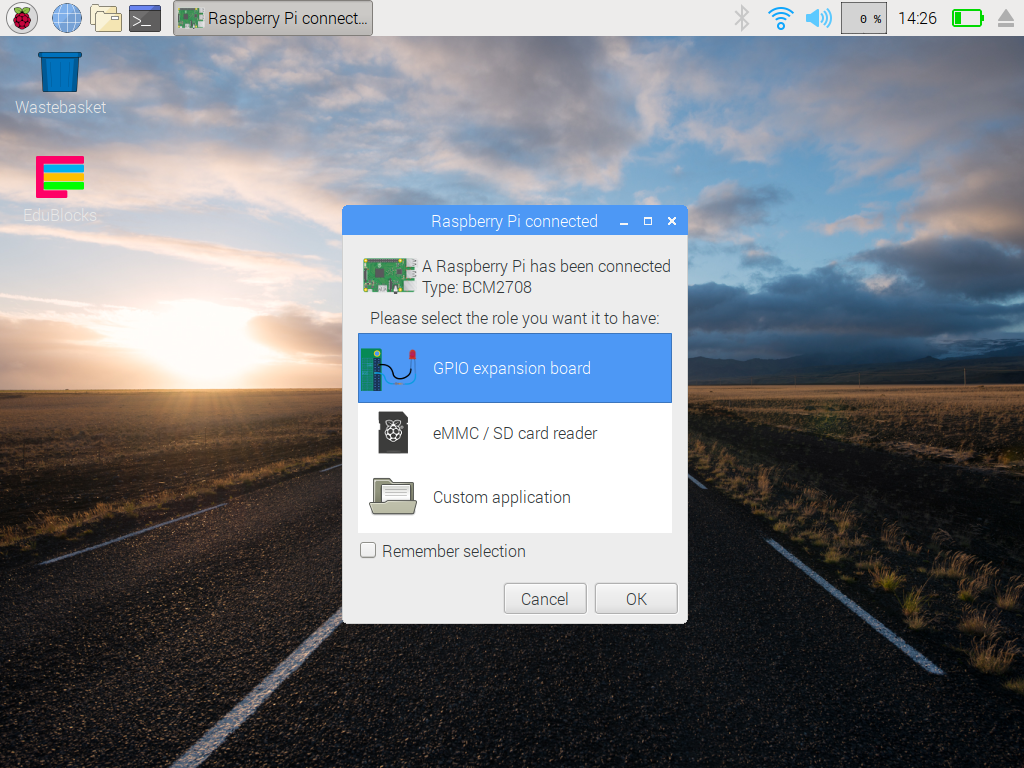 Raspberry Pi connect...
0 %
14:26
Wastebasket
EduBlocks
Raspberry Pi connected
A Raspberry Pi has been connected
Type: BCM2708
Please select the role you want it to have:
GPIO expansion board
eMMC / SD card reader
Custom application
Remember selection
Cancel OK